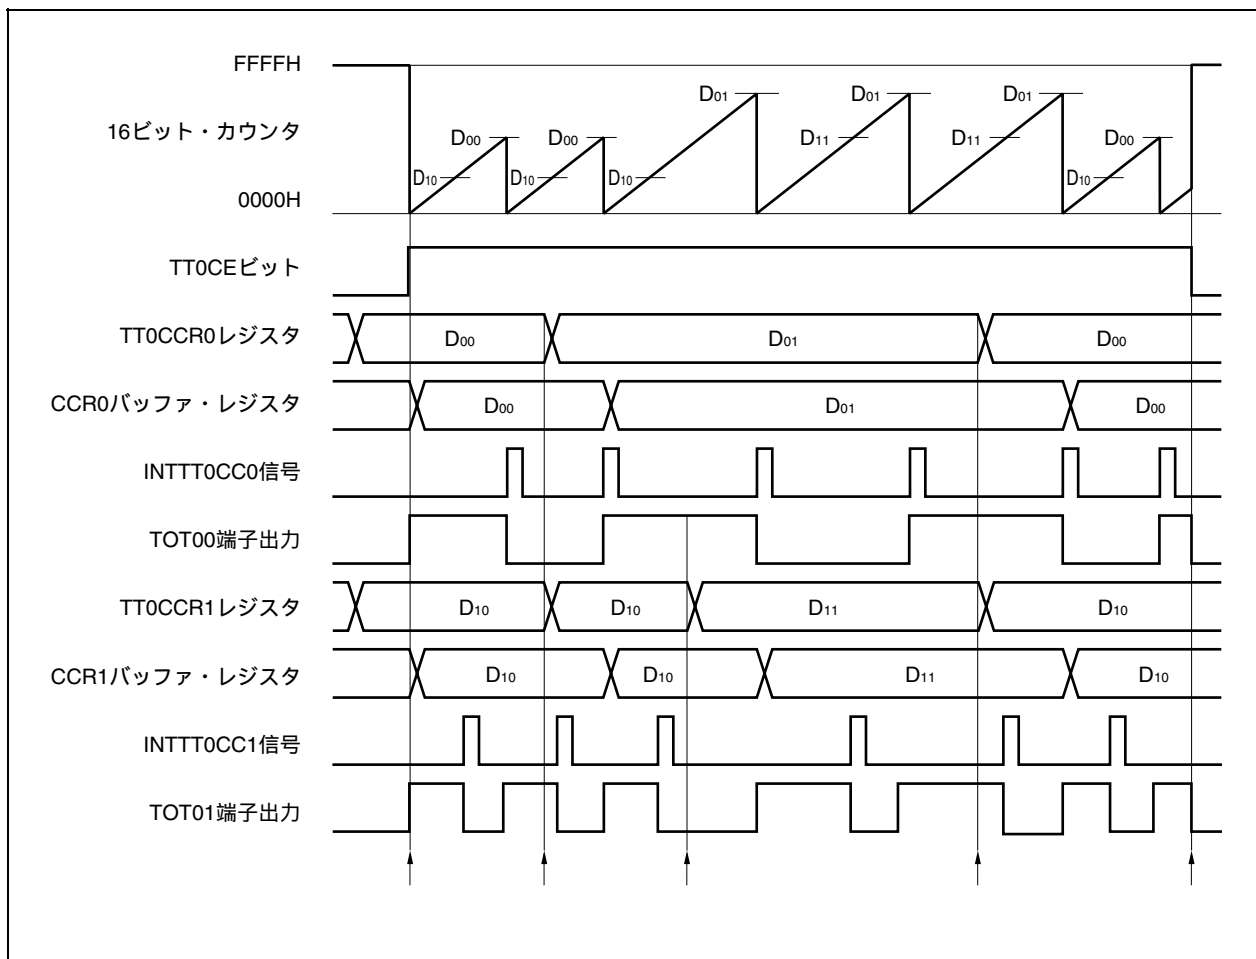 FFFFH
16ビット・カウンタ
0000H
D01 D01 D01
D00 D00 D11 D11 D00
D10 D10 D10 D10
TT0CEビット
TT0CCR0レジスタ D00 D01 D00
CCR0バッファ・レジスタ D00 D01 D00
INTTT0CC0信号
TOT00端子出力
TT0CCR1レジスタ D10 D10 D11 D10
CCR1バッファ・レジスタ D10 D10 D11 D10
INTTT0CC1信号
TOT01端子出力